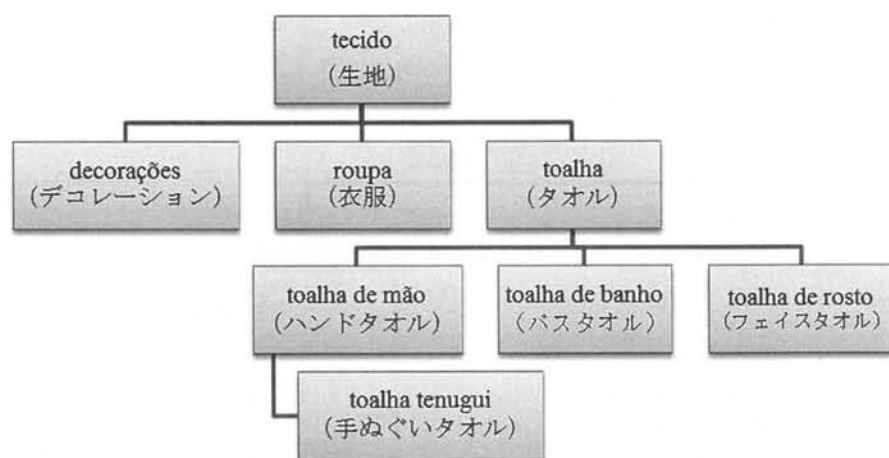 tecido
(生地)
decorações
(デコレーション)
roupa
(衣服)
toalha
(タオル)
toalha de mão
(ハンドタオル)
toalha de banho
(バスタオル)
toalha de rosto
(フェイスタオル)
toalha tenugui
(手ぬぐいタオル)